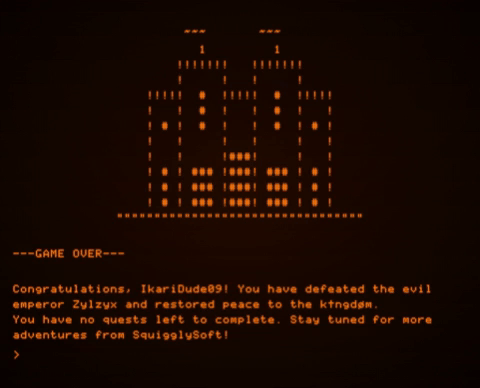 ---GAME OVER---
Congratulations, IkariDude09! You have defeated the evil
emperor Zylzyx and restored peace to the k†ngdøm.
You have no quests left to complete. Stay tuned for more
adventures from SquigglySoft!
>